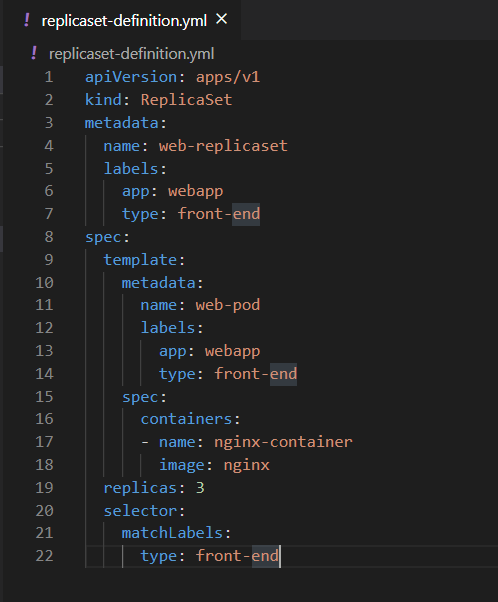 ! replicaset-definition.yml ×
! replicaset-definition.yml
1 apiVersion: apps/v1
2 kind: ReplicaSet
3 metadata:
4   name: web-replicaset
5   labels:
6     app: webapp
7     type: front-end
8 spec:
9   template:
10     metadata:
11       name: web-pod
12       labels:
13         app: webapp
14         type: front-end
15     spec:
16       containers:
17       - name: nginx-container
18         image: nginx
19   replicas: 3
20   selector:
21     matchLabels:
22       type: front-end